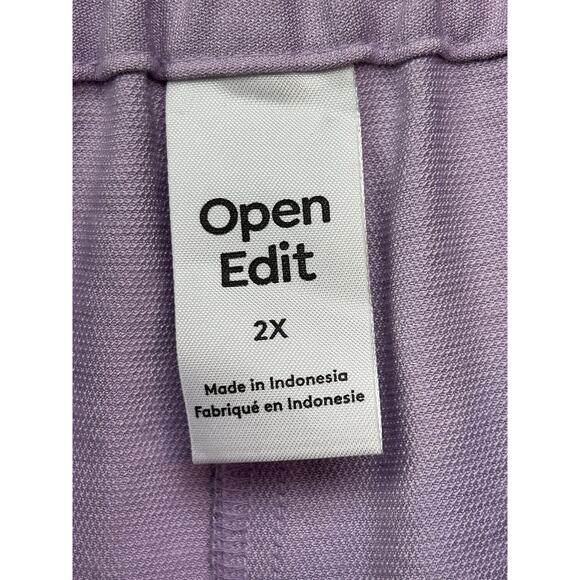 Open
Edit
2X
Made in Indonesia
Fabriqué en Indonesie